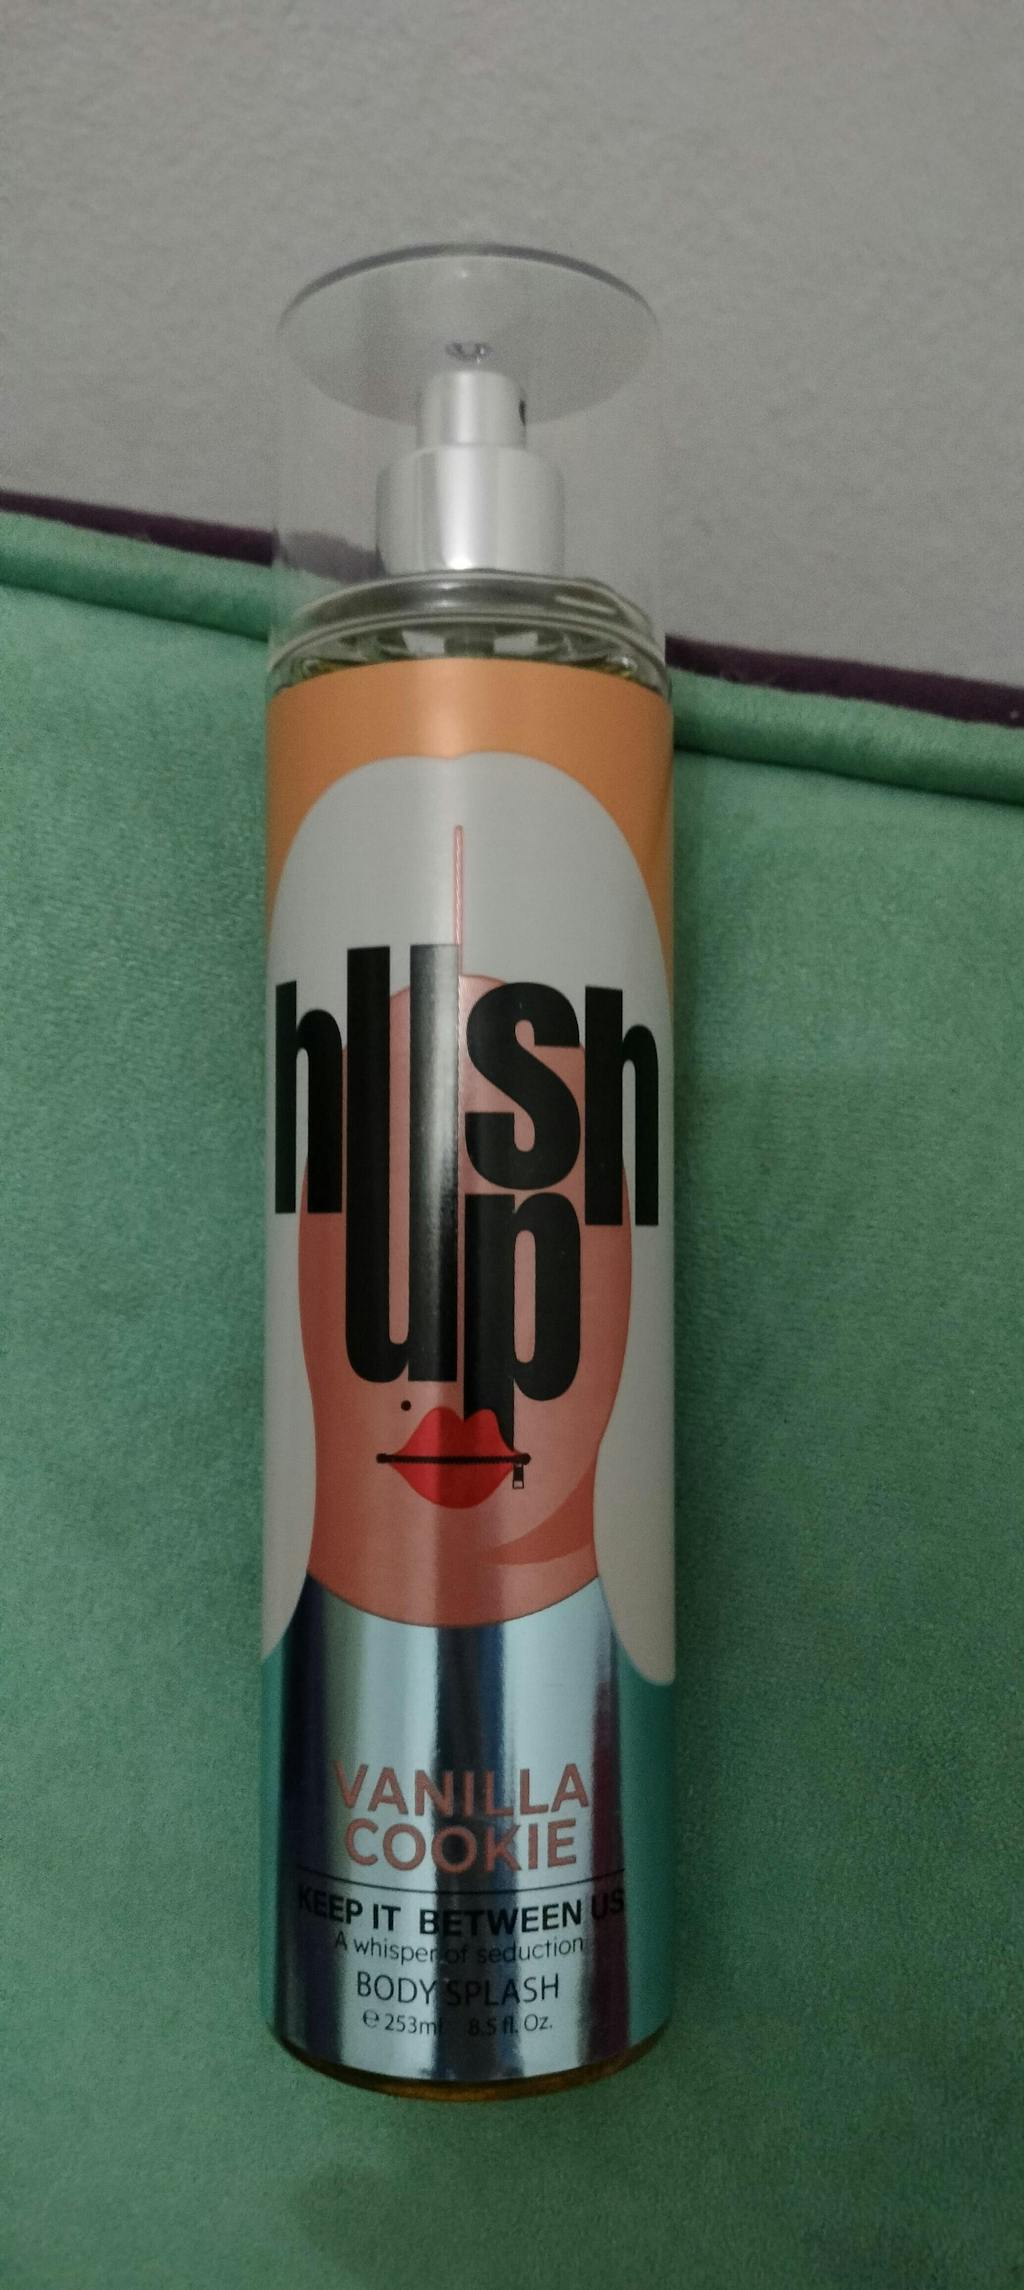 hush
up
VANILLA
COOKIE
KEEP IT BETWEEN US
A whisper of seduction
BODY SPLASH
℮ 253ml 8.5 fl. Oz.